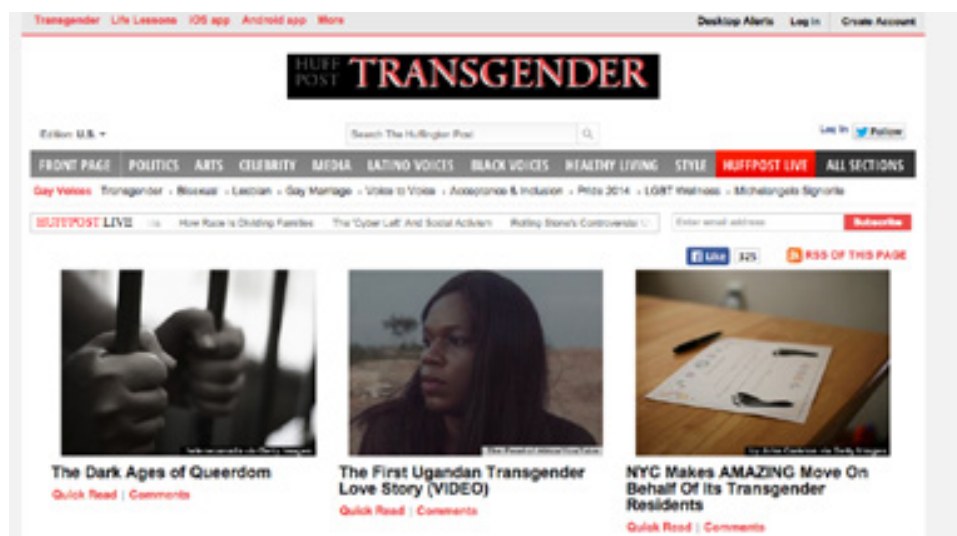 Transgender Life Lessons iOS app Android app More Desktop Alerts Log in Create Account
HUFF
POST TRANSGENDER
Edition: U.S.
Search The Huffington Post
Log In Follow
FRONT PAGE POLITICS ARTS CELEBRITY MEDIA LATINO VOICES BLACK VOICES HEALTHY LIVING STYLE HUFFPOST LIVE ALL SECTIONS
Gay Voices Transgender Bisexual Lesbian Gay Marriage Voice to Voice Acceptance & Inclusion Pride 2014 LGBT Wellness Michelangelo Signorile
HUFFPOST LIVE How Race Is Dividing Families The 'Cyber Left' And Social Activism Rolling Stone's Controversial Enter email address Subscribe
Like 325 RSS OF THIS PAGE
via Getty Images
via Getty Images
The Dark Ages of Queerdom
Quick Read | Comments
The First Ugandan Transgender
Love Story (VIDEO)
Quick Read | Comments
NYC Makes AMAZING Move On
Behalf Of Its Transgender
Residents
Quick Read | Comments